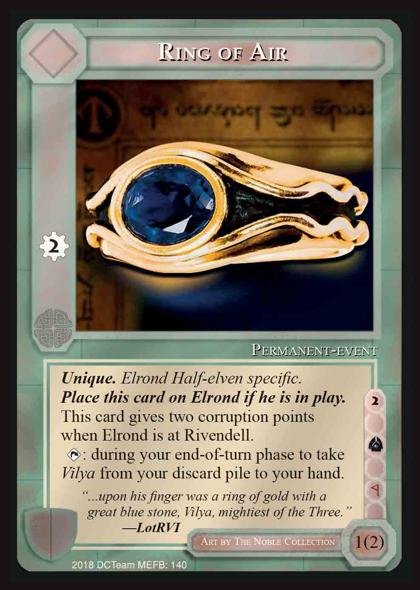 Ring of Air
2
Permanent-event
Unique. Elrond Half-elven specific.
Place this card on Elrond if he is in play.
This card gives two corruption points
when Elrond is at Rivendell.
: during your end-of-turn phase to take
Vilya from your discard pile to your hand.
2
“...upon his finger was a ring of gold with a
great blue stone, Vilya, mightiest of the Three.”
—LotRVI
Art by The Noble Collection
1(2)
2018 DCTeam MEFB: 140